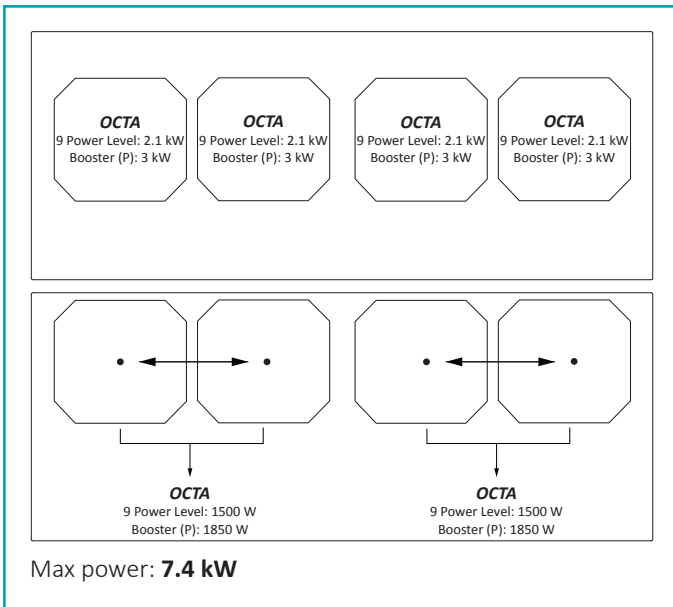 OCTA
9 Power Level: 2.1 kW
Booster (P): 3 kW
OCTA
9 Power Level: 2.1 kW
Booster (P): 3 kW
OCTA
9 Power Level: 2.1 kW
Booster (P): 3 kW
OCTA
9 Power Level: 2.1 kW
Booster (P): 3 kW
OCTA
9 Power Level: 1500 W
Booster (P): 1850 W
OCTA
9 Power Level: 1500 W
Booster (P): 1850 W
Max power: 7.4 kW